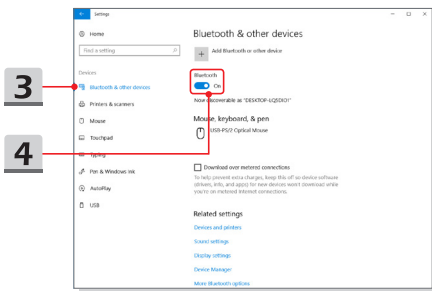 Settings
Home
Bluetooth & other devices
Find a setting
Add Bluetooth or other device
Devices
Bluetooth
3
Bluetooth & other devices
On
Printers & scanners
Now discoverable as "DESKTOP-LQSDIO1"
Mouse
Mouse, keyboard, & pen
Touchpad
USB-PS/2 Optical Mouse
4
Typing
Pen & Windows Ink
Download over metered connections
To help prevent extra charges, keep this off so device software
(drivers, info, and apps) for new devices won't download while
you're on metered Internet connections.
AutoPlay
USB
Related settings
Devices and printers
Sound settings
Display settings
Device Manager
More Bluetooth options